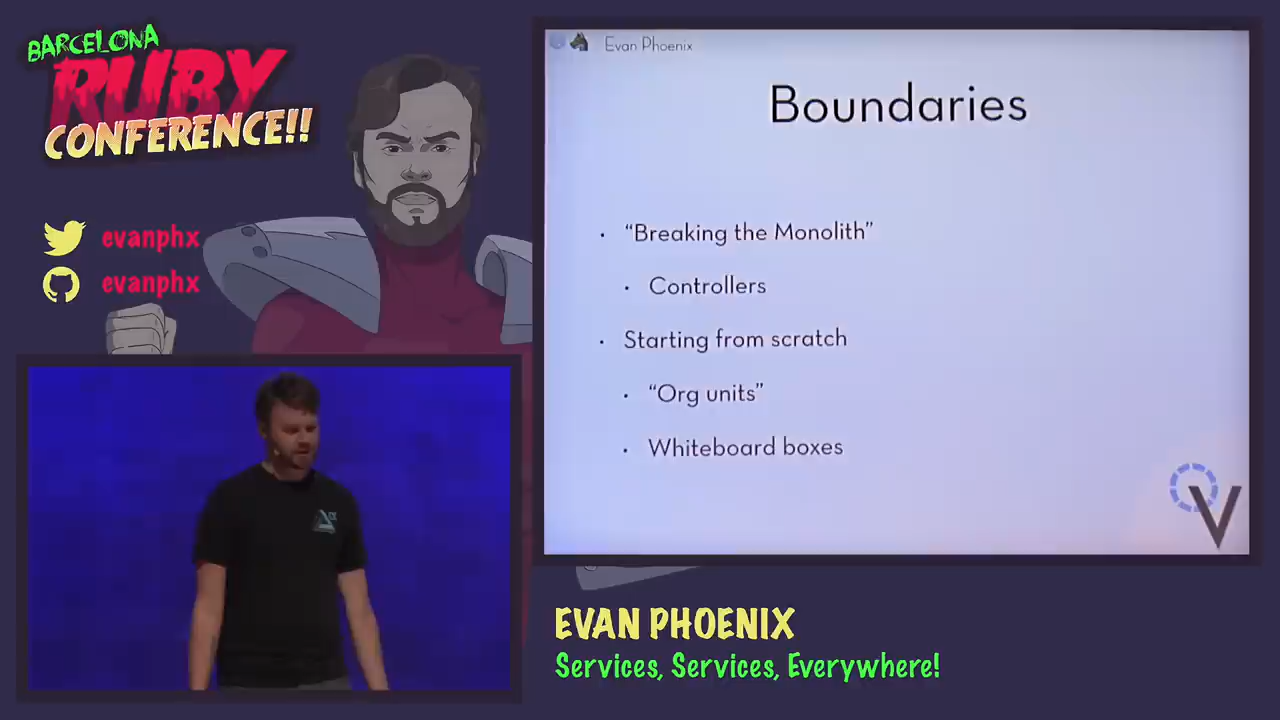 BARCELONA
RUBY
CONFERENCE!!
evanphx
evanphx
Evan Phoenix
Boundaries
· “Breaking the Monolith”
· Controllers
· Starting from scratch
· “Org units”
· Whiteboard boxes
V
EVAN PHOENIX
Services, Services, Everywhere!